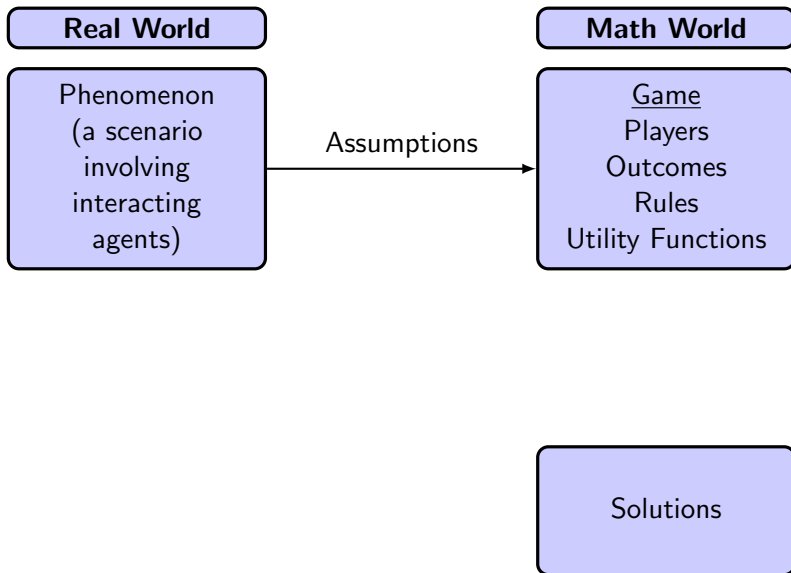 Real World
Math World
Phenomenon
(a scenario
involving
interacting
agents)
Assumptions
Game
Players
Outcomes
Rules
Utility Functions
Solutions